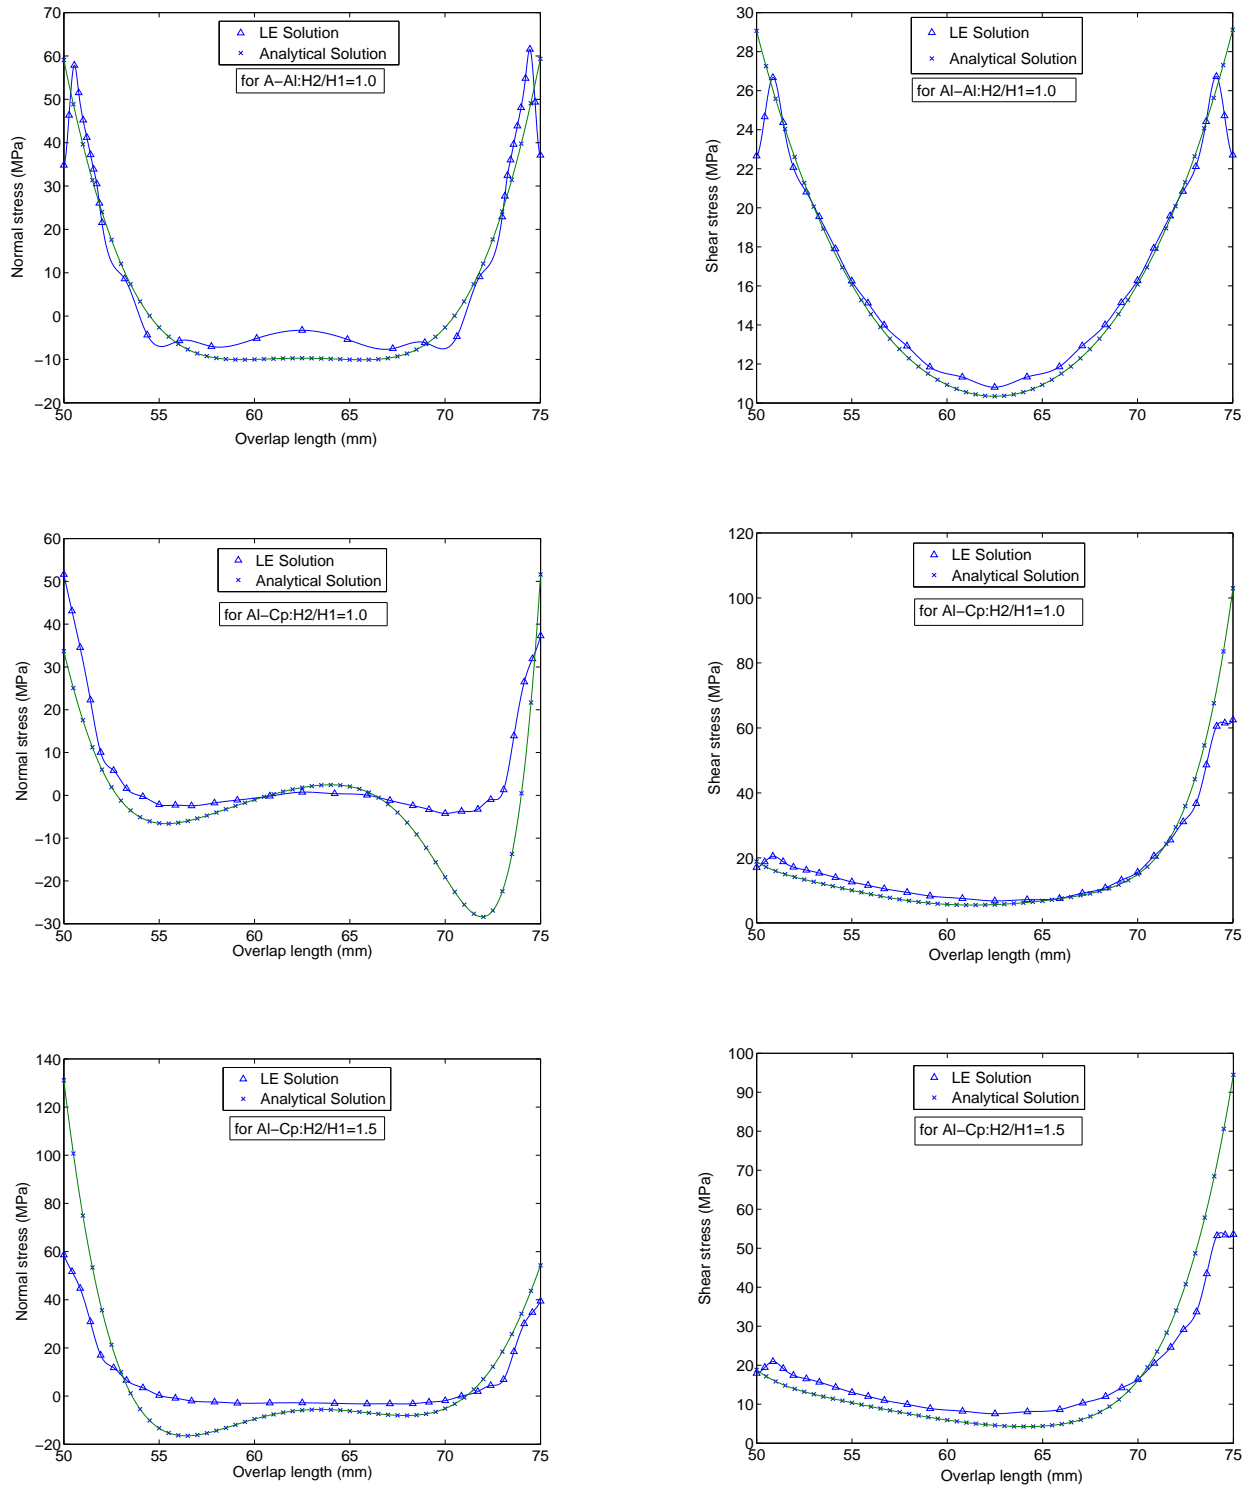 70
60
50
40
30
20
10
0
−10
−20
50 55 60 65 70 75
Normal stress (MPa)
Overlap length (mm)
LE Solution
Analytical Solution
for A−Al:H2/H1=1.0
30
28
26
24
22
20
18
16
14
12
10
50 55 60 65 70 75
Shear stress (MPa)
Overlap length (mm)
LE Solution
Analytical Solution
for Al−Al:H2/H1=1.0
60
50
40
30
20
10
0
−10
−20
−30
50 55 60 65 70 75
Normal stress (MPa)
Overlap length (mm)
LE Solution
Analytical Solution
for Al−Cp:H2/H1=1.0
120
100
80
60
40
20
0
50 55 60 65 70 75
Shear stress (MPa)
Overlap length (mm)
LE Solution
Analytical Solution
for Al−Cp:H2/H1=1.0
140
120
100
80
60
40
20
0
−20
50 55 60 65 70 75
Normal stress (MPa)
Overlap length (mm)
LE Solution
Analytical Solution
for Al−Cp:H2/H1=1.5
100
90
80
70
60
50
40
30
20
10
0
50 55 60 65 70 75
Shear stress (MPa)
Overlap length (mm)
LE Solution
Analytical Solution
for Al−Cp:H2/H1=1.5